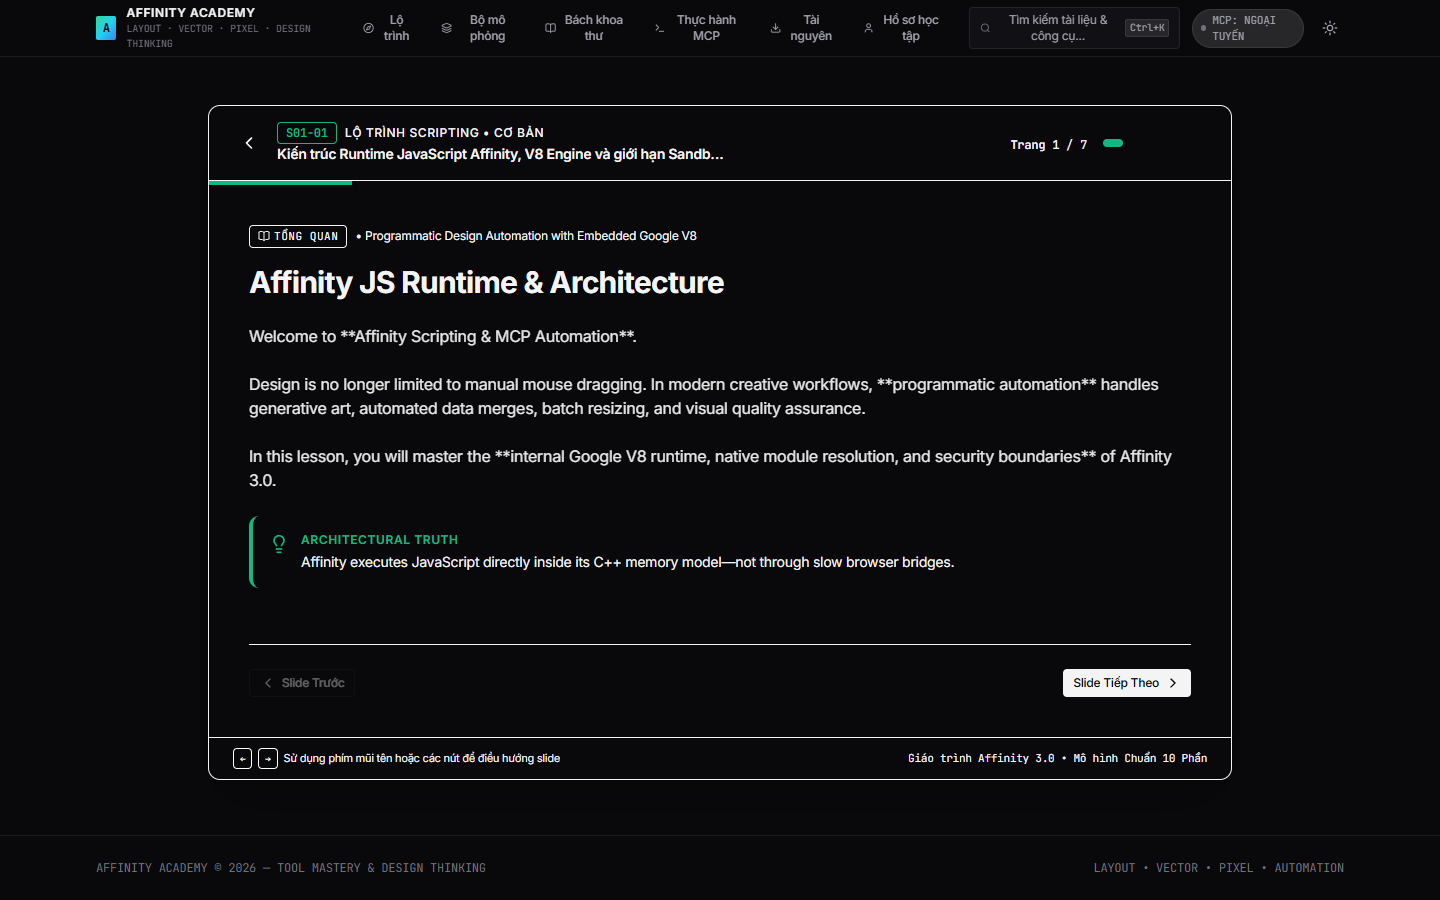 A
AFFINITY ACADEMY
LAYOUT · VECTOR · PIXEL · DESIGN
THINKING
Lộ
trình
Bộ mô
phỏng
Bách khoa
thư
Thực hành
MCP
Tài
nguyên
Hồ sơ học
tập
Tìm kiếm tài liệu &
công cụ...
Ctrl+K
MCP: NGOẠI
TUYẾN
S01-01 LỘ TRÌNH SCRIPTING • CƠ BẢN
Kiến trúc Runtime JavaScript Affinity, V8 Engine và giới hạn Sandb...
Trang 1 / 7
TỔNG QUAN • Programmatic Design Automation with Embedded Google V8
Affinity JS Runtime & Architecture
Welcome to **Affinity Scripting & MCP Automation**.
Design is no longer limited to manual mouse dragging. In modern creative workflows, **programmatic automation** handles
generative art, automated data merges, batch resizing, and visual quality assurance.
In this lesson, you will master the **internal Google V8 runtime, native module resolution, and security boundaries** of Affinity
3.0.
ARCHITECTURAL TRUTH
Affinity executes JavaScript directly inside its C++ memory model—not through slow browser bridges.
Slide Trước
Slide Tiếp Theo
← → Sử dụng phím mũi tên hoặc các nút để điều hướng slide
Giáo trình Affinity 3.0 • Mô hình Chuẩn 10 Phần
AFFINITY ACADEMY © 2026 — TOOL MASTERY & DESIGN THINKING
LAYOUT • VECTOR • PIXEL • AUTOMATION